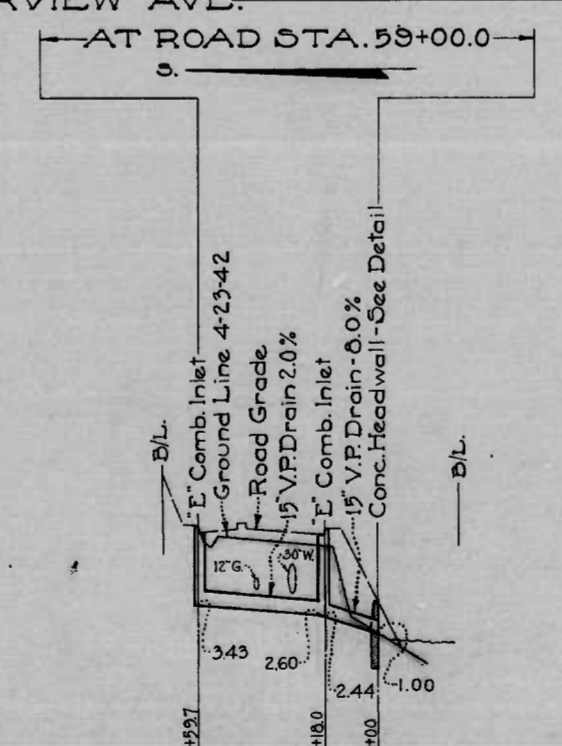 RVIEW AVE.
AT ROAD STA. 59+00.0
S.
B/L.
"E" Comb. Inlet
Ground Line 4-23-42
Road Grade
15" V.P. Drain 2.0%
"E" Comb. Inlet
15" V.P. Drain - 8.0%
Conc. Headwall - See Detail
B/L.
12" G.
30" W.
3.43
2.60
2.44
-1.00
+59.7
+18.0
+00